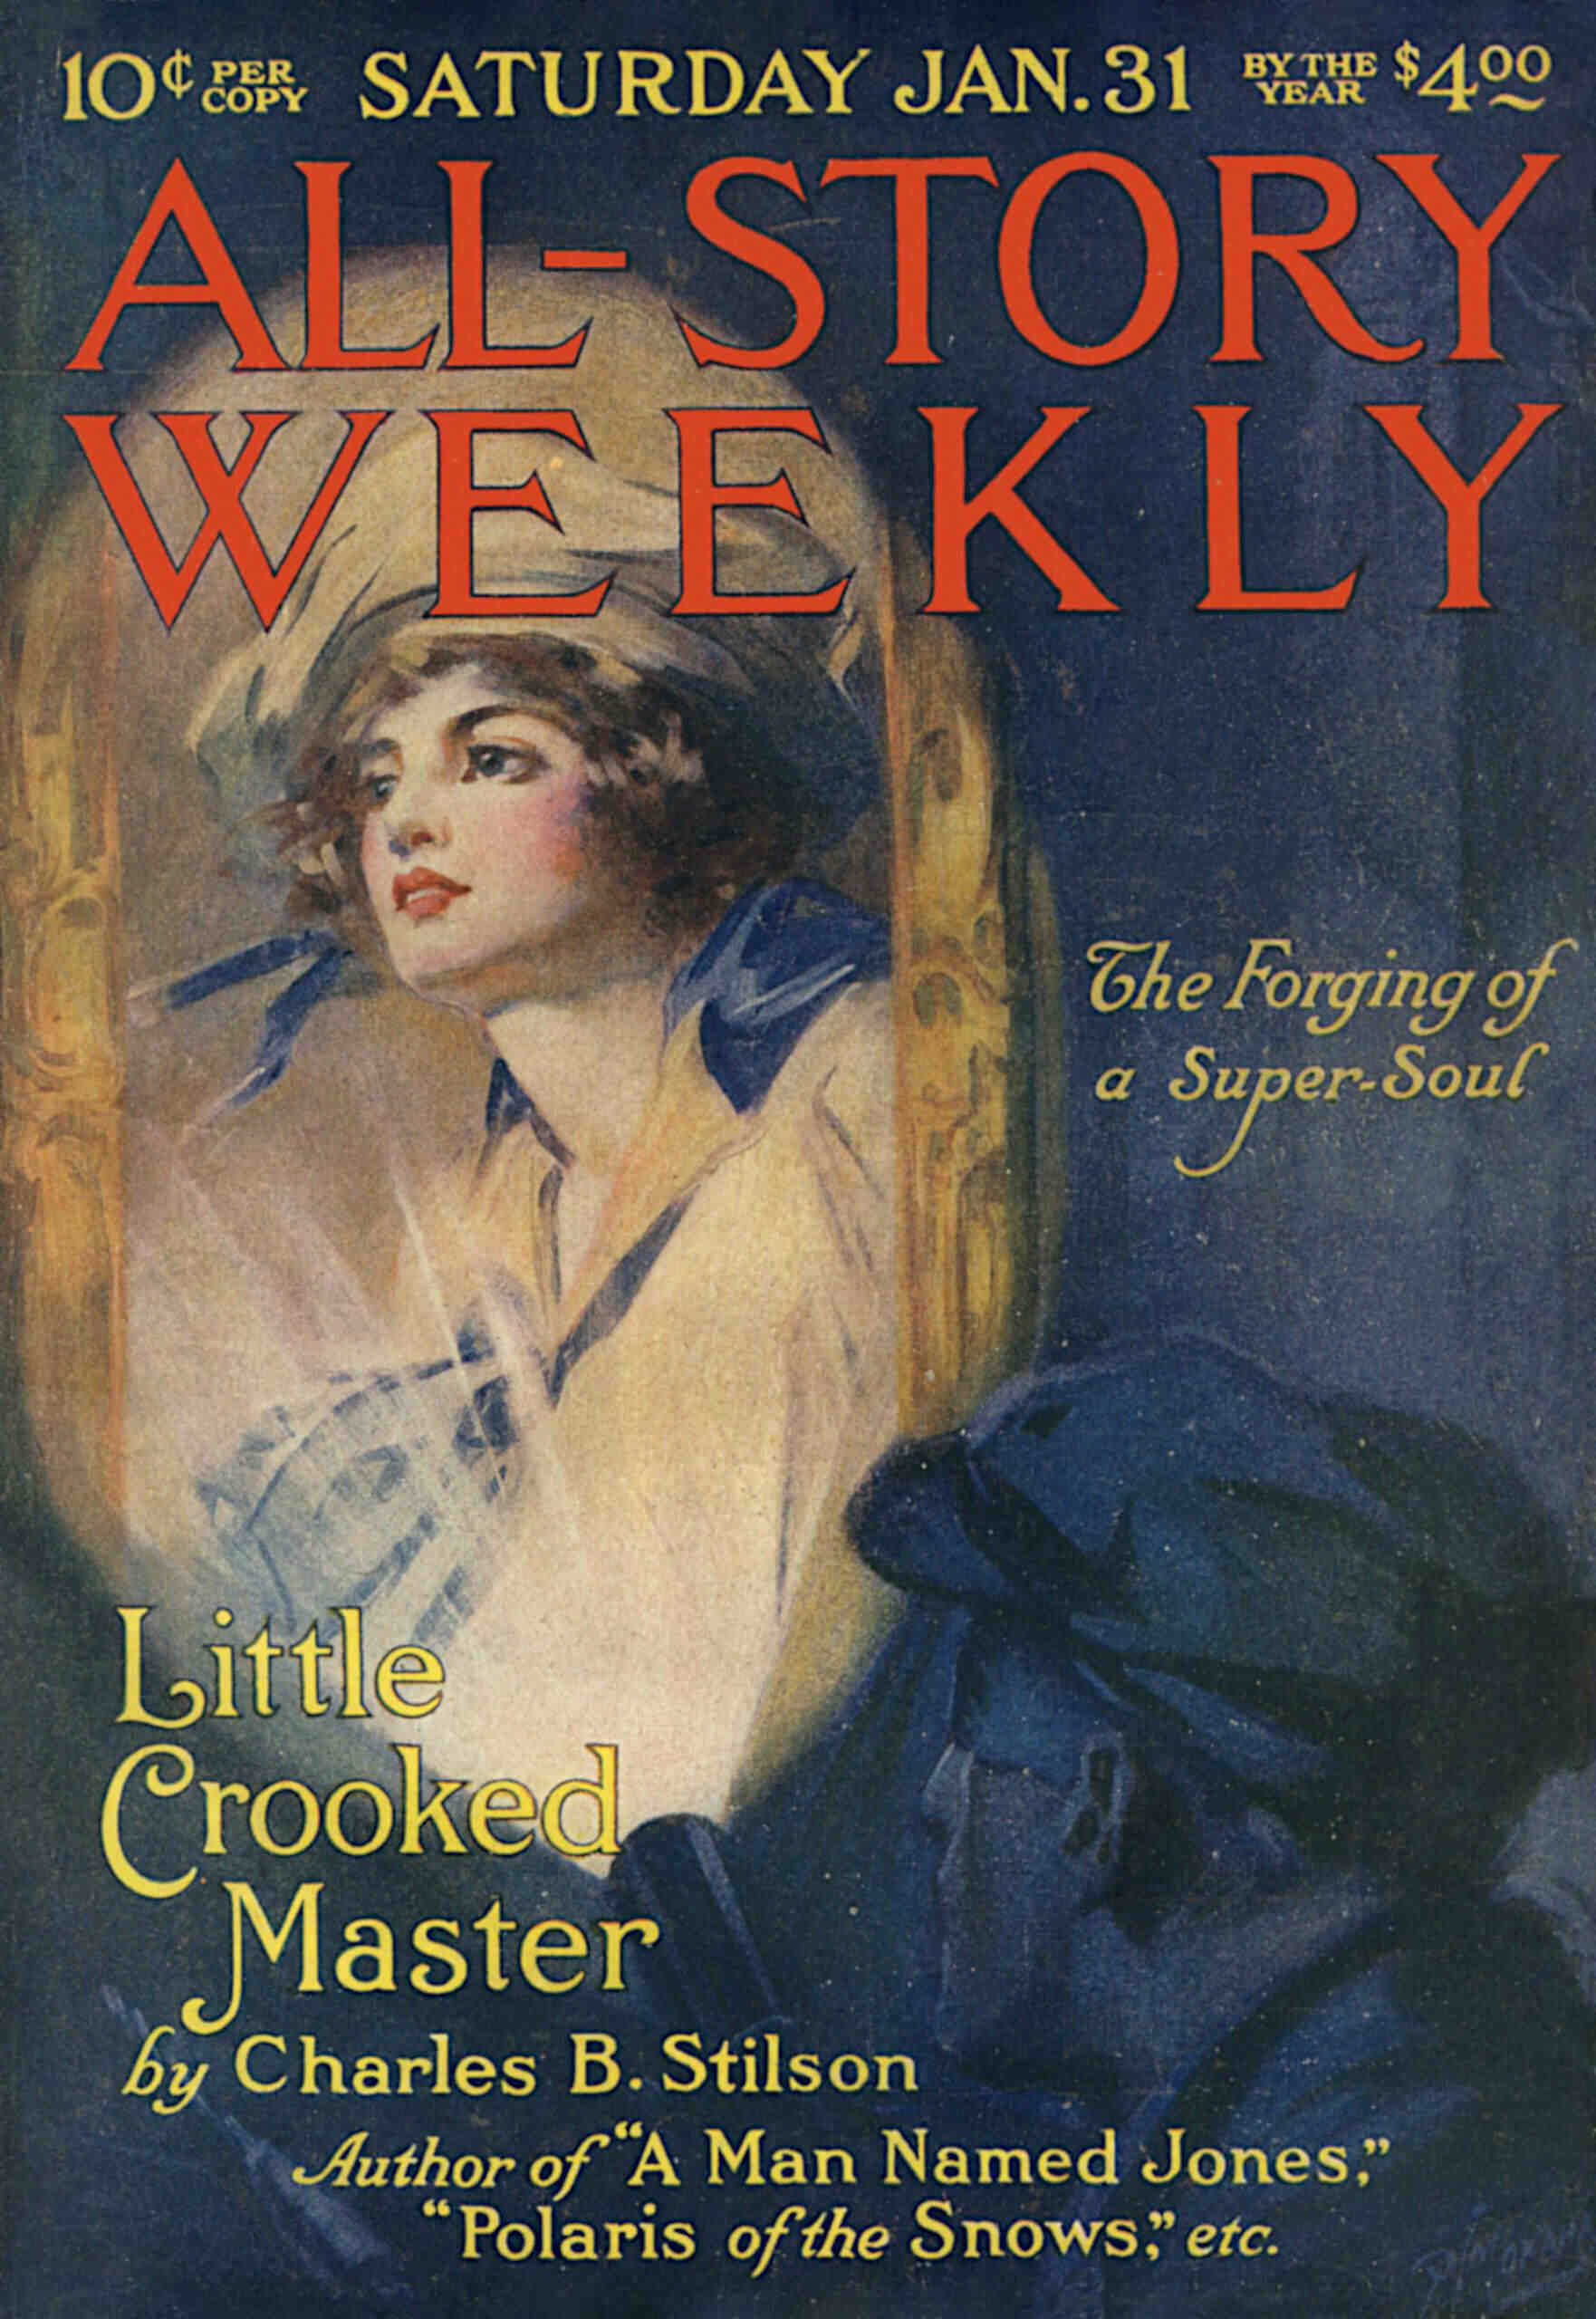 10¢ PER COPY SATURDAY JAN. 31 BY THE YEAR $4.00
ALL-STORY
WEEKLY
The Forging of
a Super-Soul
Little
Crooked
Master
by Charles B. Stilson
Author of "A Man Named Jones,"
"Polaris of the Snows," etc.